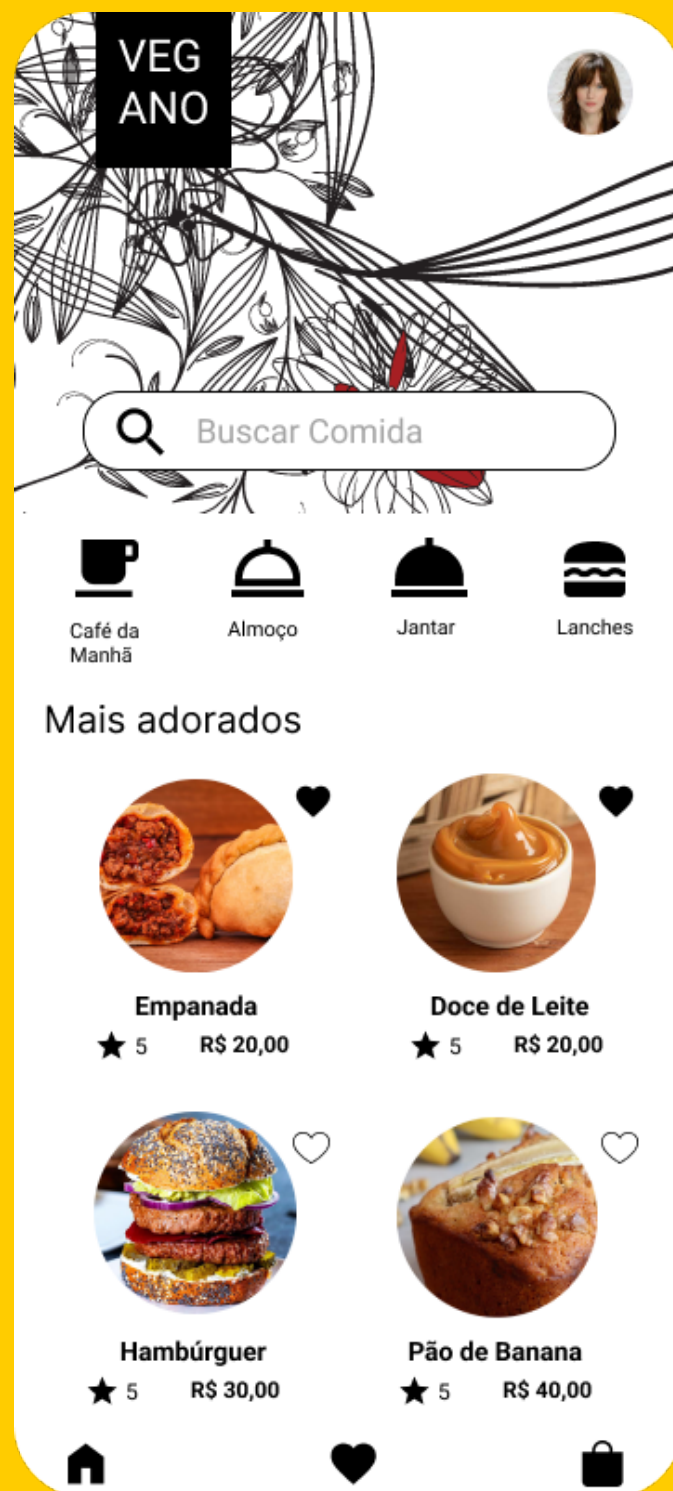 VEG
ANO
Buscar Comida
Café da
Manhã
Almoço
Jantar
Lanches
Mais adorados
Empanada
5 R$ 20,00
Doce de Leite
5 R$ 20,00
Hambúrguer
5 R$ 30,00
Pão de Banana
5 R$ 40,00